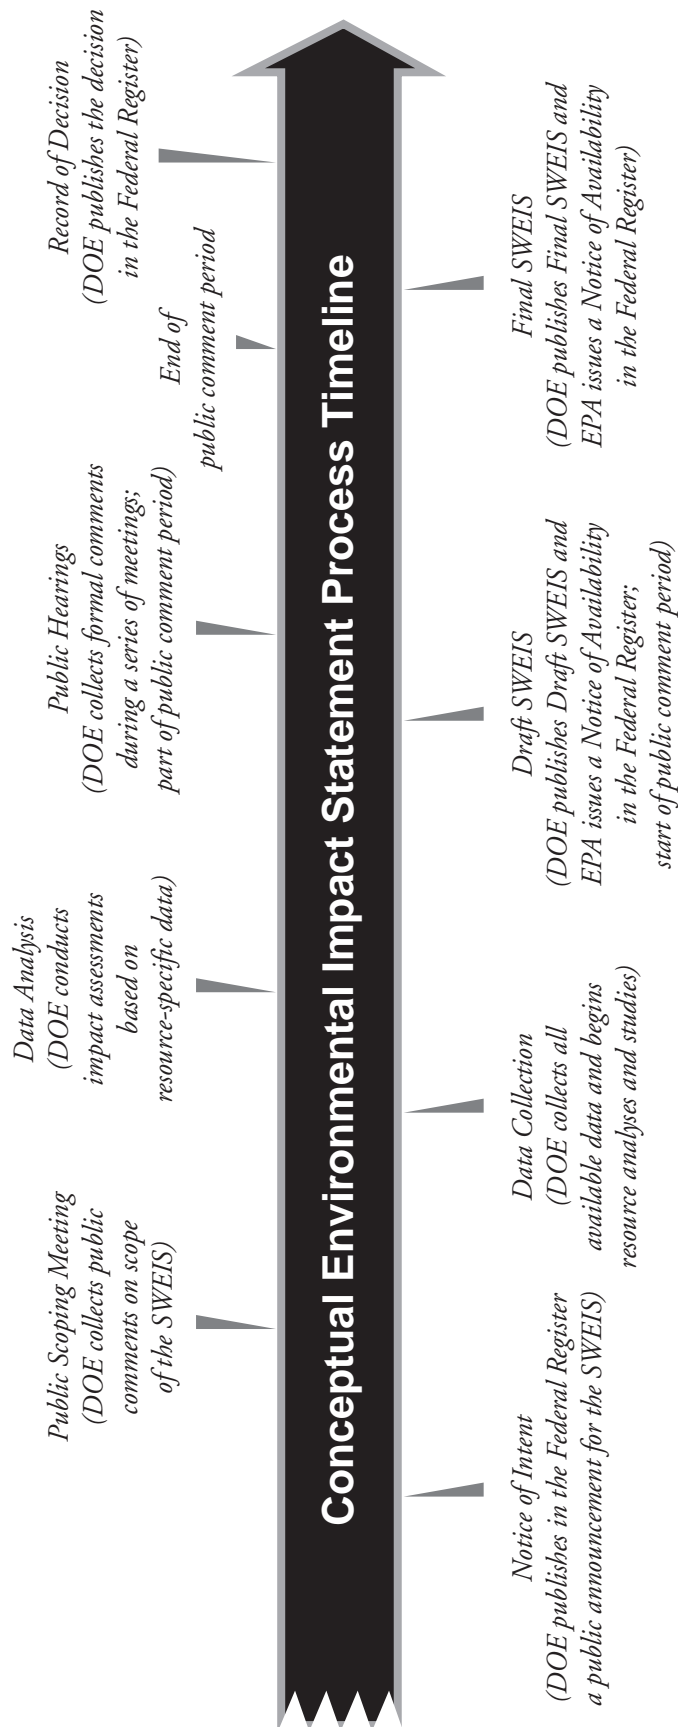 Public Scoping Meeting
(DOE collects public
comments on scope
of the SWEIS)
Data Analysis
(DOE conducts
impact assessments
based on
resource-specific data)
Public Hearings
(DOE collects formal comments
during a series of meetings;
part of public comment period)
End of
public comment period
Record of Decision
(DOE publishes the decision
in the Federal Register)
Conceptual Environmental Impact Statement Process Timeline
Notice of Intent
(DOE publishes in the Federal Register
a public announcement for the SWEIS)
Data Collection
(DOE collects all
available data and begins
resource analyses and studies)
Draft SWEIS
(DOE publishes Draft SWEIS and
EPA issues a Notice of Availability
in the Federal Register;
start of public comment period)
Final SWEIS
(DOE publishes Final SWEIS and
EPA issues a Notice of Availability
in the Federal Register)